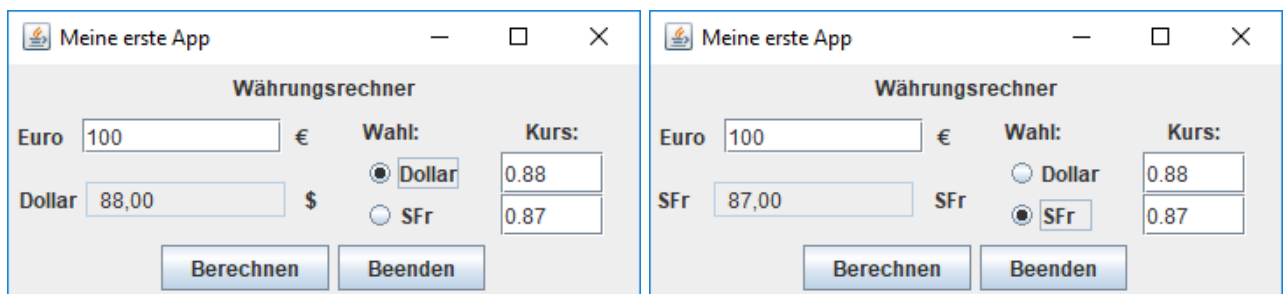 Meine erste App
Währungsrechner
Euro 100 € Wahl: Kurs:
Dollar 0.88
Dollar 88,00 $
SFr 0.87
Berechnen Beenden
Meine erste App
Währungsrechner
Euro 100 € Wahl: Kurs:
Dollar 0.88
SFr 87,00 SFr
SFr 0.87
Berechnen Beenden